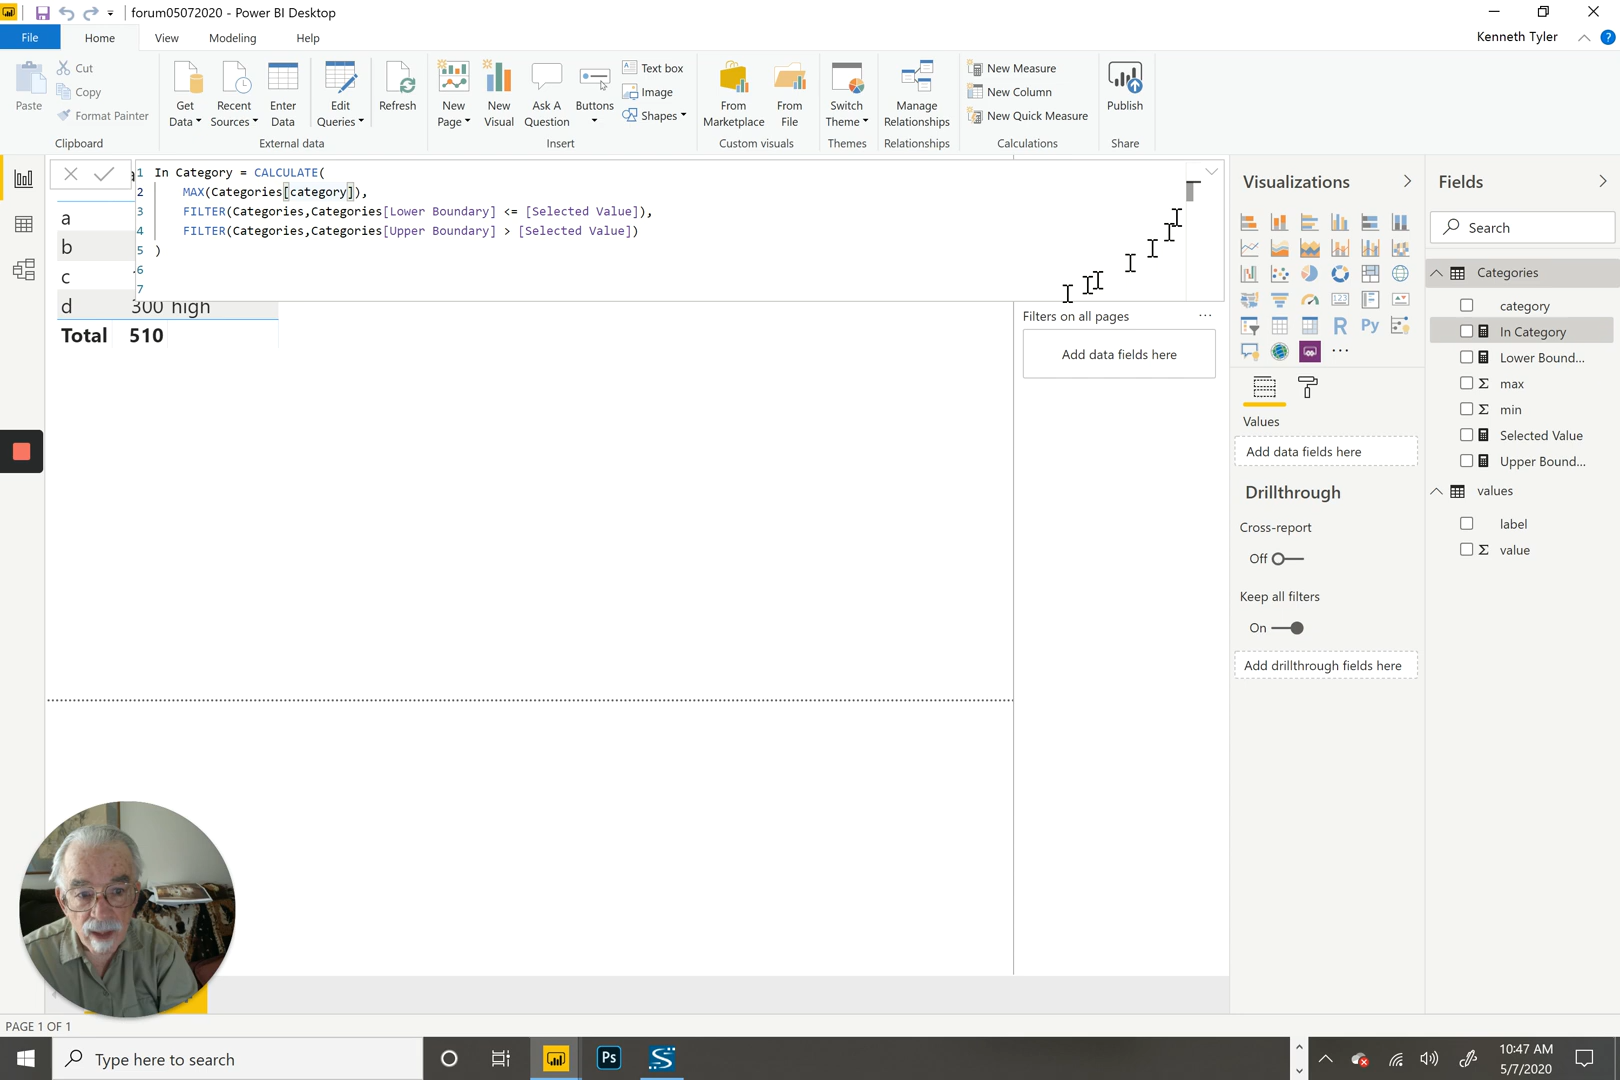 forum05072020 - Power BI Desktop
File
Home
View
Modeling
Help
Kenneth Tyler
?
Paste
Cut
Copy
Format Painter
Clipboard
Get Data
Recent Sources
Enter Data
Edit Queries
Refresh
External data
New Page
New Visual
Ask A Question
Buttons
Text box
Image
Shapes
Insert
From Marketplace
From File
Custom visuals
Switch Theme
Themes
Manage Relationships
Relationships
New Measure
New Column
New Quick Measure
Calculations
Publish
Share
1 In Category = CALCULATE(
2 MAX(Categories[category]),
3 FILTER(Categories,Categories[Lower Boundary] <= [Selected Value]),
4 FILTER(Categories,Categories[Upper Boundary] > [Selected Value])
5 )
6
7
a
b
c
d 300 high
Total 510
Filters on all pages
...
Add data fields here
Visualizations
R
Py
123
...
Values
Add data fields here
Drillthrough
Cross-report
Off
Keep all filters
On
Add drillthrough fields here
Fields
Search
Categories
category
In Category
Lower Bound...
Σ max
Σ min
Selected Value
Upper Bound...
values
label
Σ value
PAGE 1 OF 1
Type here to search
Ps
S
10:47 AM
5/7/2020